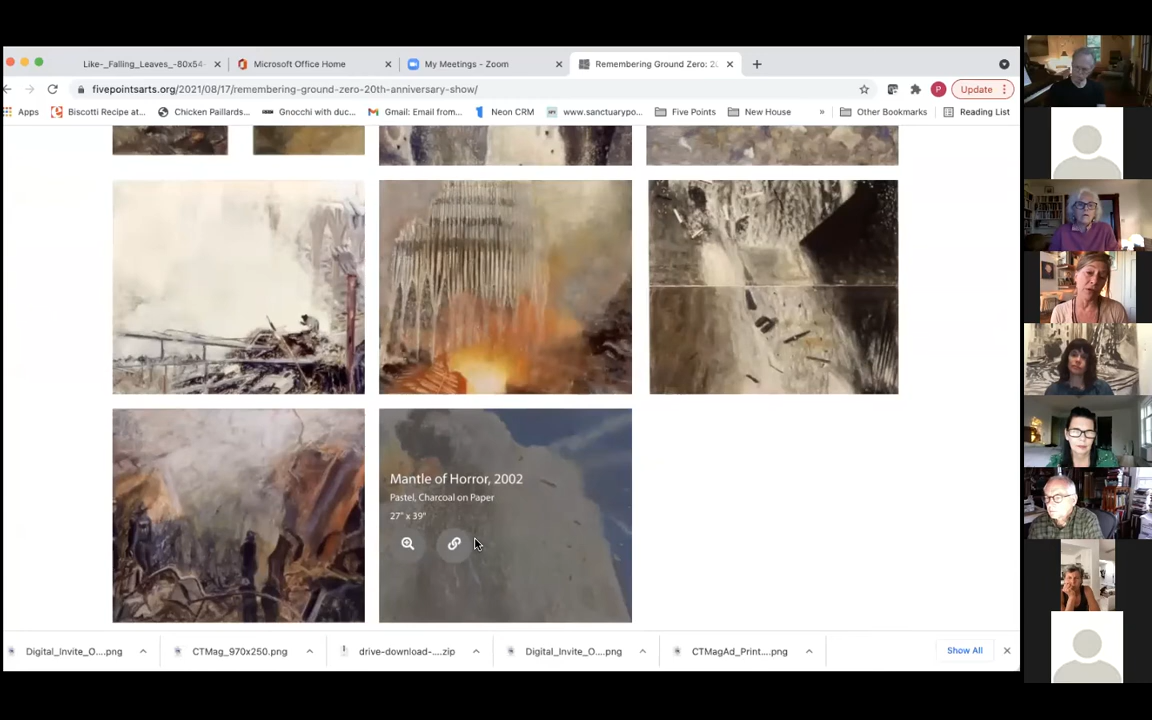 Like-_Falling_Leaves_-80x54-
Microsoft Office Home
My Meetings - Zoom
Remembering Ground Zero: 20
fivepointsarts.org/2021/08/17/remembering-ground-zero-20th-anniversary-show/
P
Update
Apps
Biscotti Recipe at...
Chicken Paillards...
Gnocchi with duc...
Gmail: Email from...
Neon CRM
www.sanctuarypo...
Five Points
New House
»
Other Bookmarks
Reading List
Mantle of Horror, 2002
Pastel, Charcoal on Paper
27" x 39"
Digital_Invite_O....png
CTMag_970x250.png
drive-download-....zip
Digital_Invite_O....png
CTMagAd_Print....png
Show All